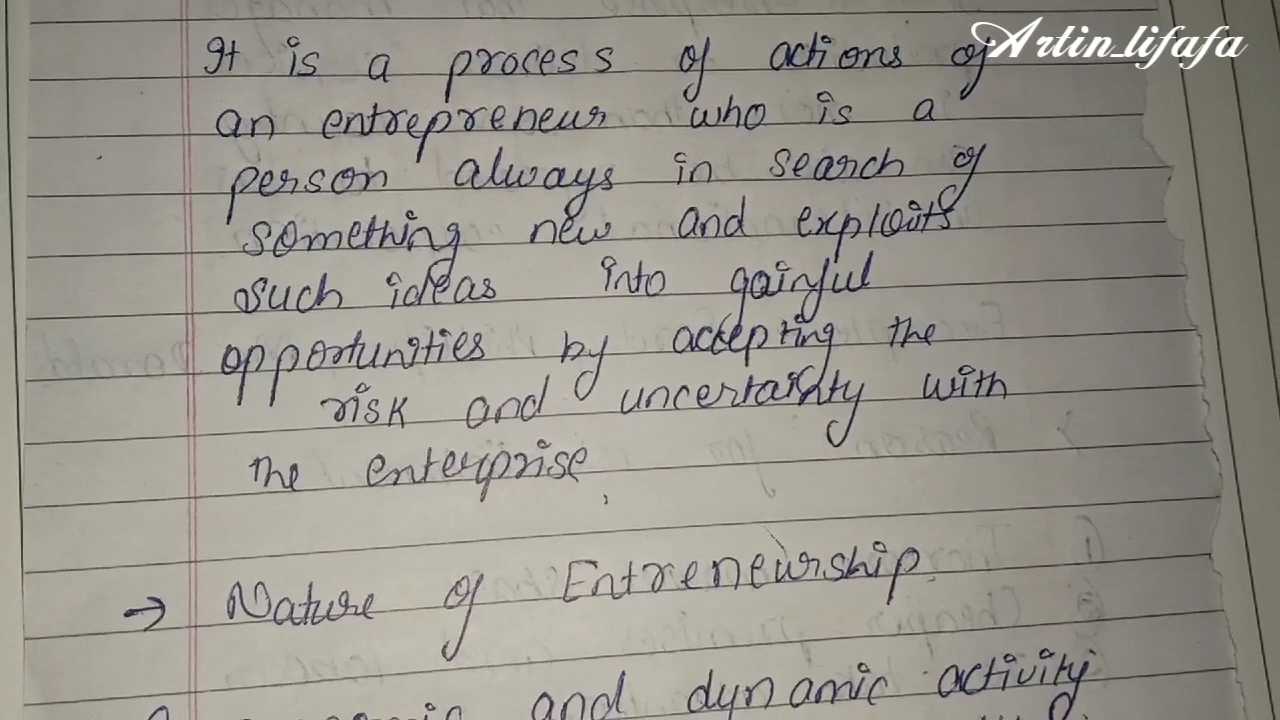 Artin_lifafa
It is a process of actions of
an entrepreneur who is a
person always in search of
something new and exploits
such ideas into gainful
opportunities by accepting the
risk and uncertainty with
the enterprise
→ Nature of Entreneurship
and dynamic activity